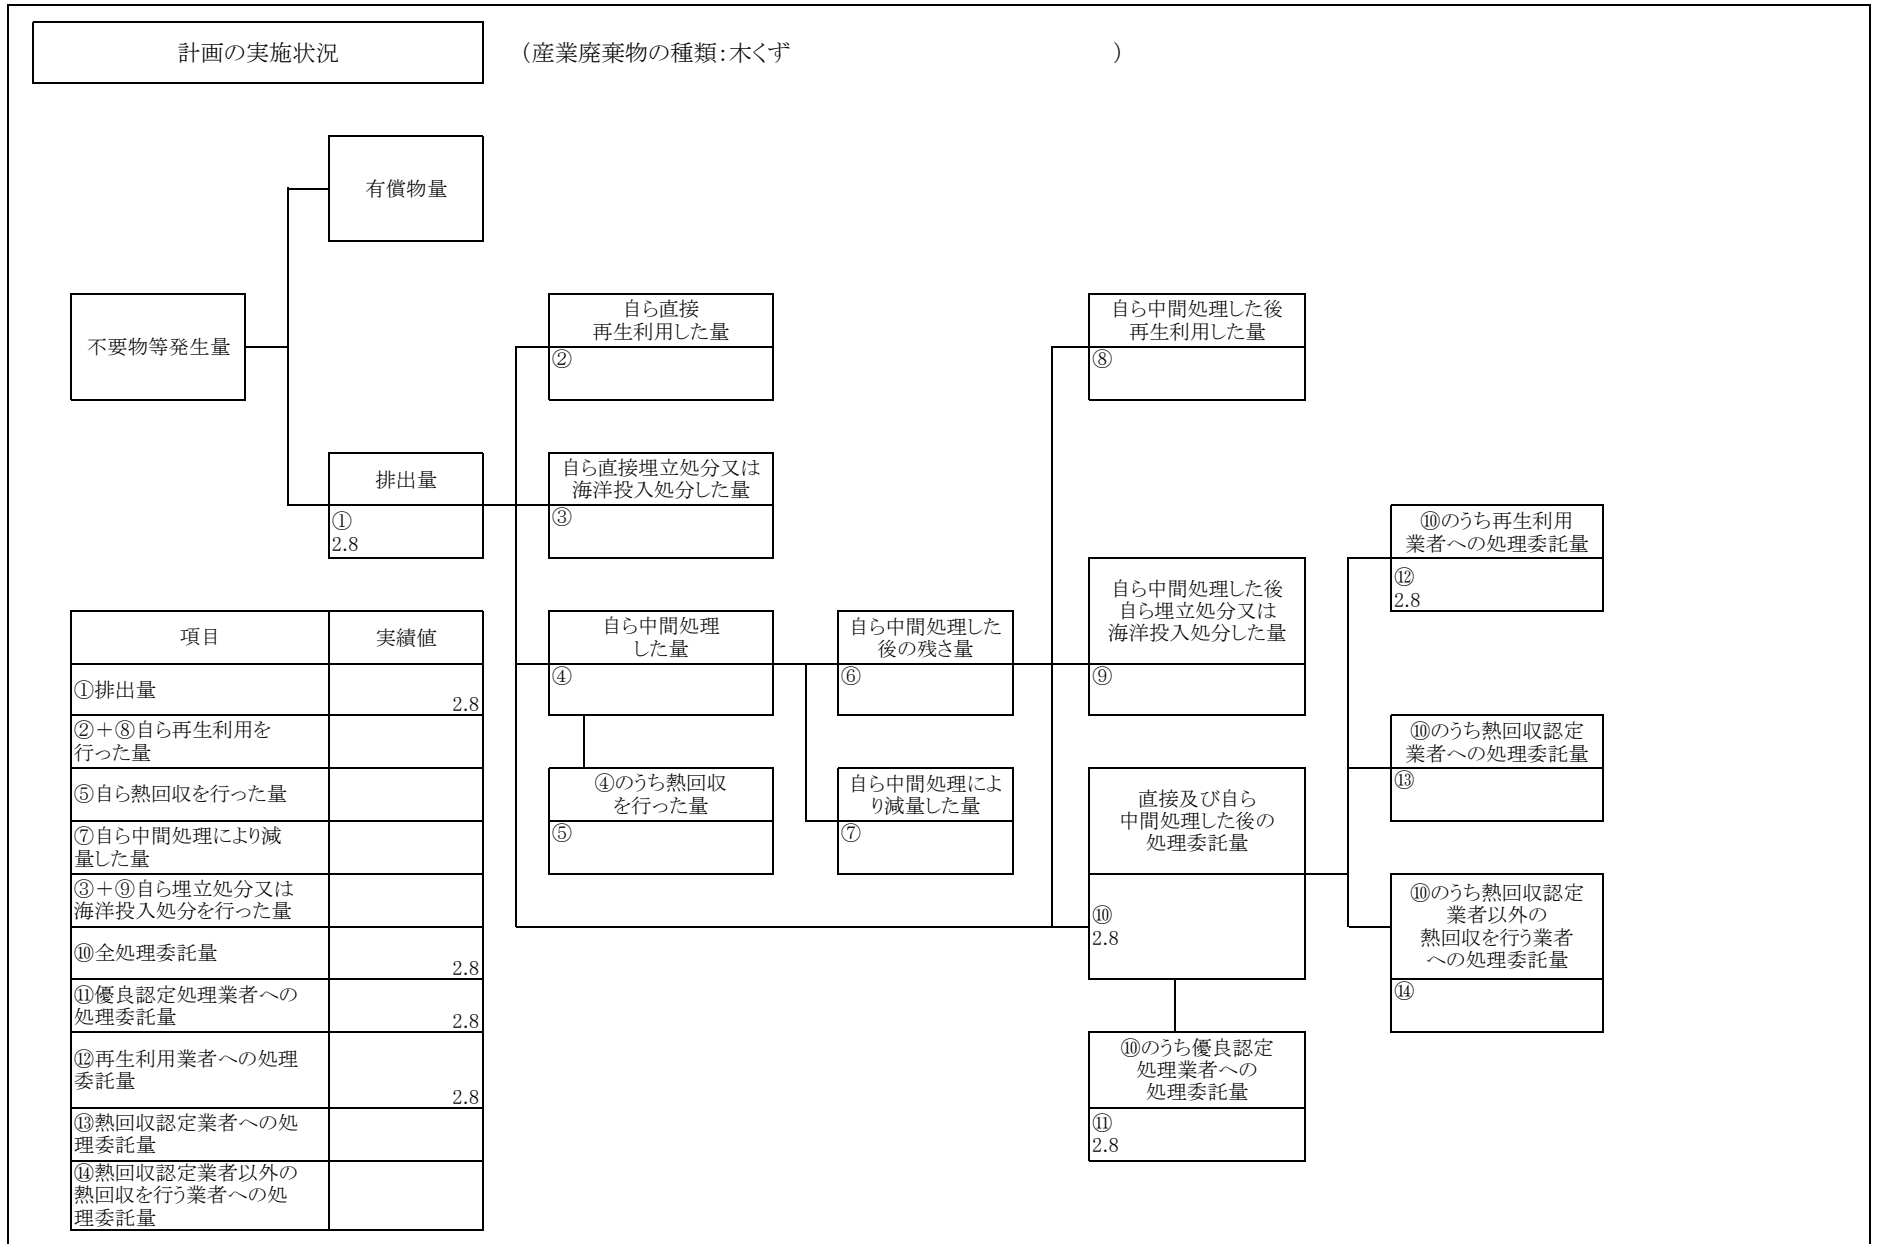 計画の実施状況
（産業廃棄物の種類：木くず　　　　　　　　　　　　　　　　）
有償物量
不要物等発生量
排出量
①
2.8
自ら直接
再生利用した量
②
自ら直接埋立処分又は
海洋投入処分した量
③
自ら中間処理
した量
④
④のうち熱回収
を行った量
⑤
自ら中間処理した
後の残さ量
⑥
自ら中間処理によ
り減量した量
⑦
自ら中間処理した後
再生利用した量
⑧
自ら中間処理した後
自ら埋立処分又は
海洋投入処分した量
⑨
直接及び自ら
中間処理した後の
処理委託量
⑩
2.8
⑩のうち優良認定
処理業者への
処理委託量
⑪
2.8
⑩のうち再生利用
業者への処理委託量
⑫
2.8
⑩のうち熱回収認定
業者への処理委託量
⑬
⑩のうち熱回収認定
業者以外の
熱回収を行う業者
への処理委託量
⑭
項目 実績値
①排出量
2.8
②＋⑧自ら再生利用を
行った量
⑤自ら熱回収を行った量
⑦自ら中間処理により減
量した量
③＋⑨自ら埋立処分又は
海洋投入処分を行った量
⑩全処理委託量
2.8
⑪優良認定処理業者への
処理委託量
2.8
⑫再生利用業者への処理
委託量
2.8
⑬熱回収認定業者への処
理委託量
⑭熱回収認定業者以外の
熱回収を行う業者への処
理委託量